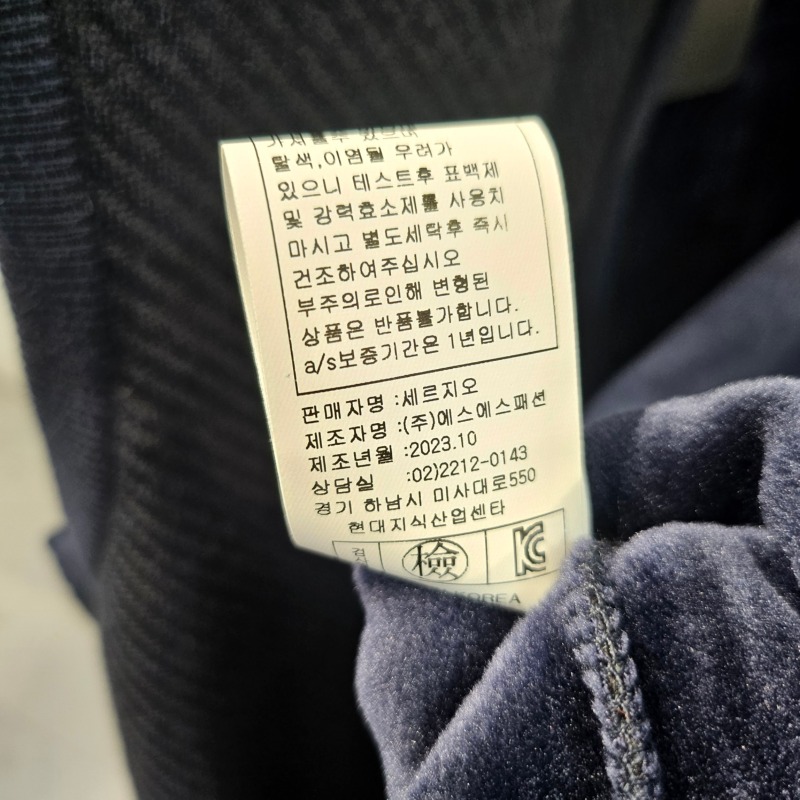 탈색,이염될 우려가
있으니 테스트후 표백제
및 강력효소제를 사용치
마시고 별도세탁후 즉시
건조하여주십시오
부주의로인해 변형된
상품은 반품불가합니다.
a/s보증기간은 1년입니다.
판매자명 :세르지오
제조자명 :(주)에스에스패션
제조년월 :2023.10
상담실 :02)2212-0143
경기 하남시 미사대로550
현대지식산업센타
檢 KC
KOREA